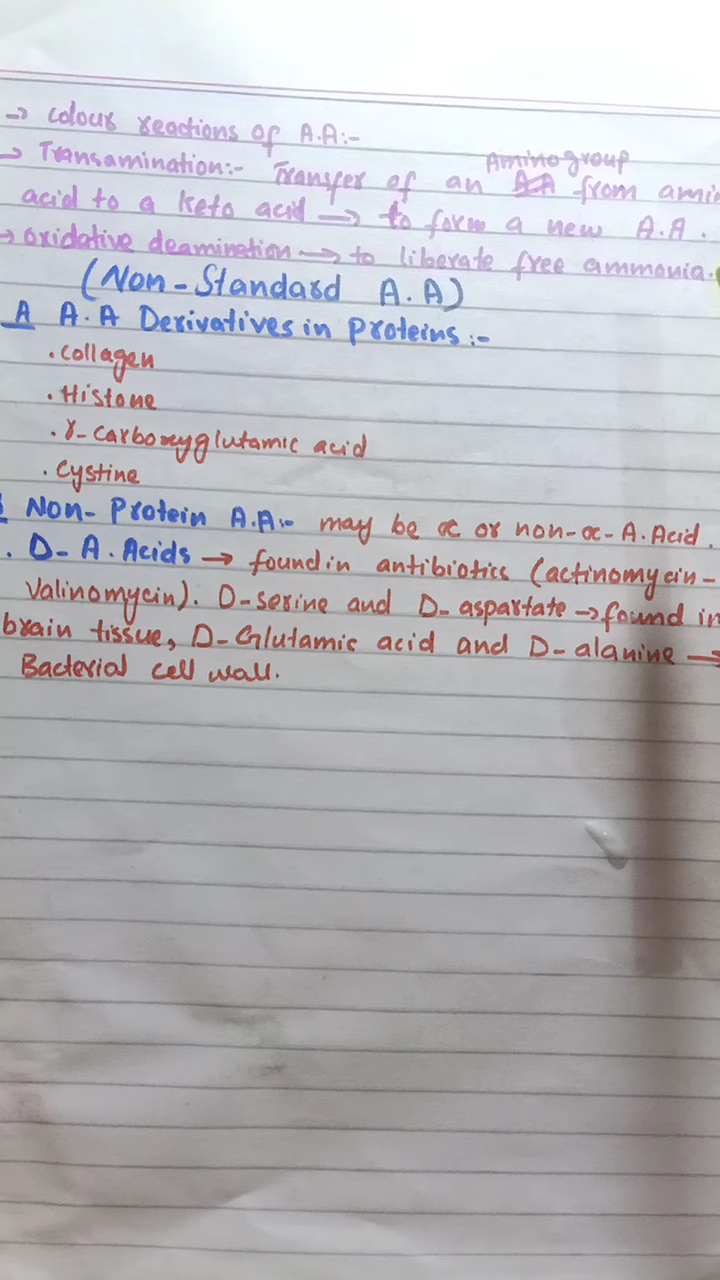 → colour reactions of A.A:-
→ Transamination:- Transfer of an Amino group from ami
acid to a keto acid → to form a new A.A.
→ oxidative deamination → to liberate free ammonia.
(Non-Standard A.A)
A A.A Derivatives in Proteins:-
. collagen
. Histone
. γ-carboxyglutamic acid
. Cystine
Non-Protein A.A:- may be α or non-α-A.Acid.
. D-A.Acids → found in antibiotics (actinomycin-
Valinomycin). D-serine and D-aspartate → found in
brain tissue, D-Glutamic acid and D-alanine →
Bacterial cell wall.